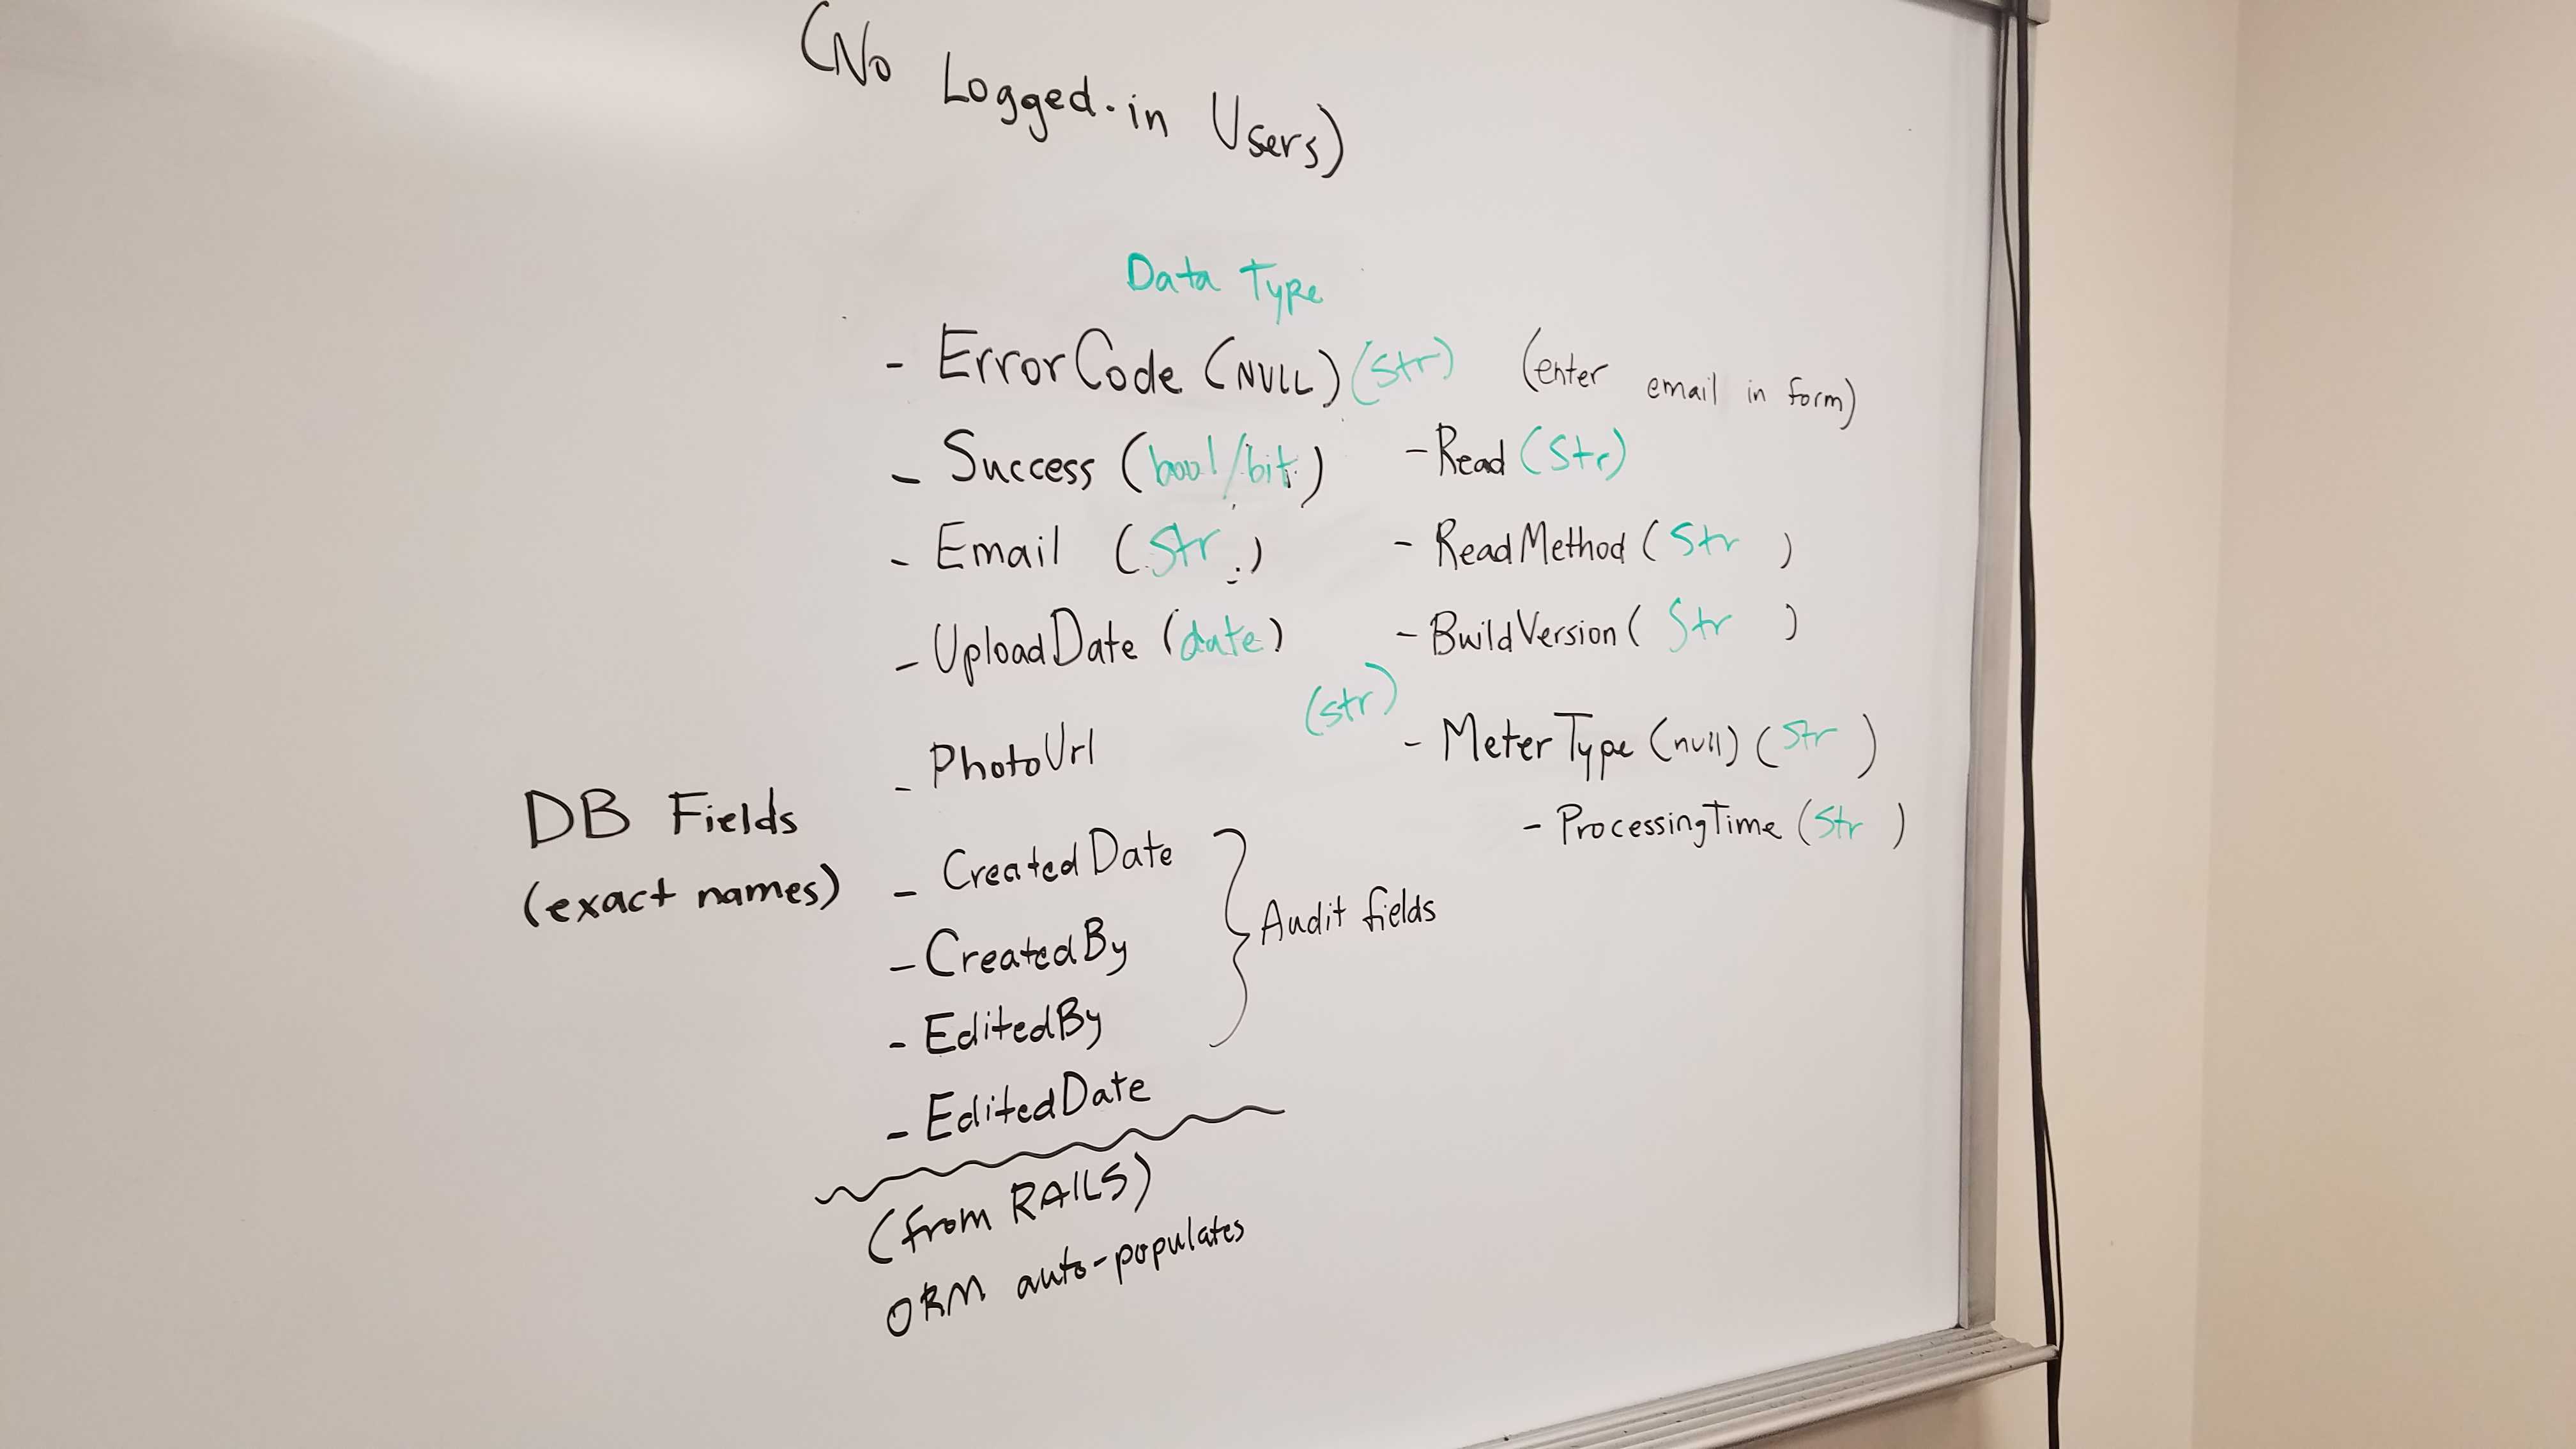 (No Logged-in Users)
Data Type
- ErrorCode (NULL) (str)
(enter email in form)
- Success (bool/bit)
- Email (Str)
- UploadDate (date)
- PhotoUrl
(str)
- CreatedDate
- CreatedBy
- EditedBy
- EditedDate
Audit fields
- Read (Str)
- ReadMethod (Str )
- BuildVersion ( Str )
- MeterType (null) (Str )
- ProcessingTime (Str )
DB Fields
(exact names)
(from RAILS)
ORM auto-populates